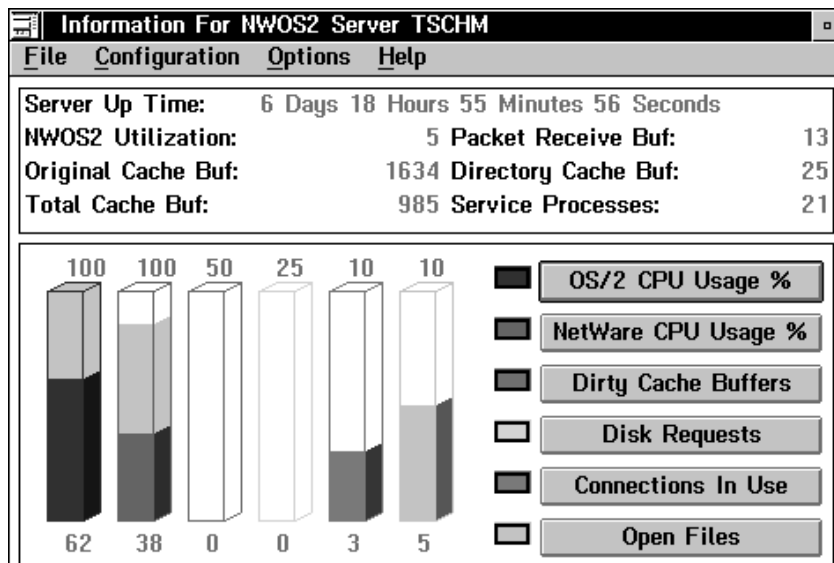 Information For NWOS2 Server TSCHM
File Configuration Options Help
Server Up Time: 6 Days 18 Hours 55 Minutes 56 Seconds
NWOS2 Utilization: 5 Packet Receive Buf: 13
Original Cache Buf: 1634 Directory Cache Buf: 25
Total Cache Buf: 985 Service Processes: 21
100 100 50 25 10 10
OS/2 CPU Usage %
NetWare CPU Usage %
Dirty Cache Buffers
Disk Requests
Connections In Use
Open Files
62 38 0 0 3 5